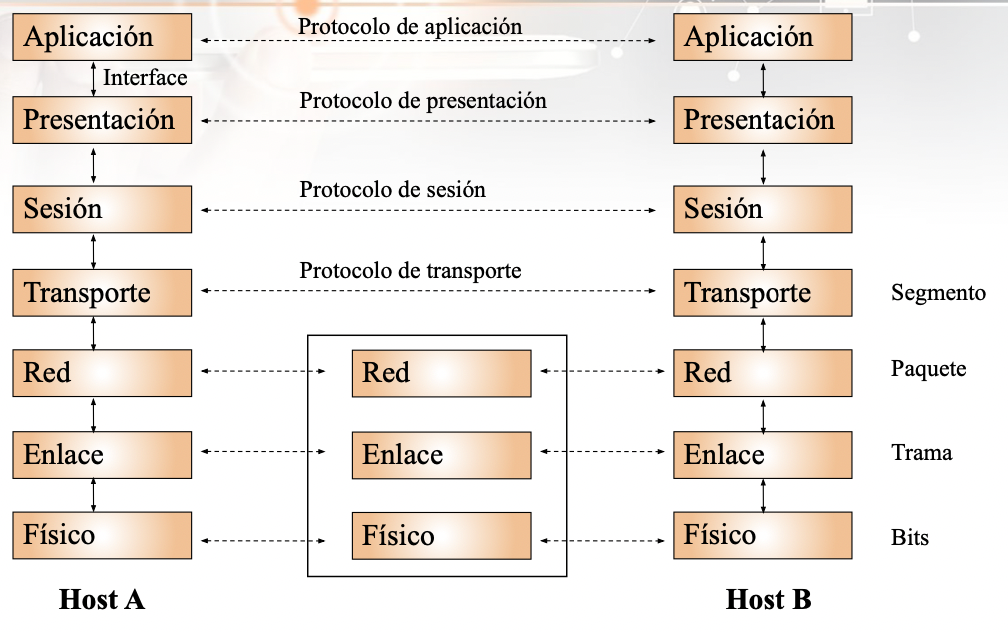 Aplicación
Protocolo de aplicación
Aplicación
Interface
Presentación
Protocolo de presentación
Presentación
Sesión
Protocolo de sesión
Sesión
Transporte
Protocolo de transporte
Transporte
Segmento
Red
Red
Red
Paquete
Enlace
Enlace
Enlace
Trama
Físico
Físico
Físico
Bits
Host A
Host B